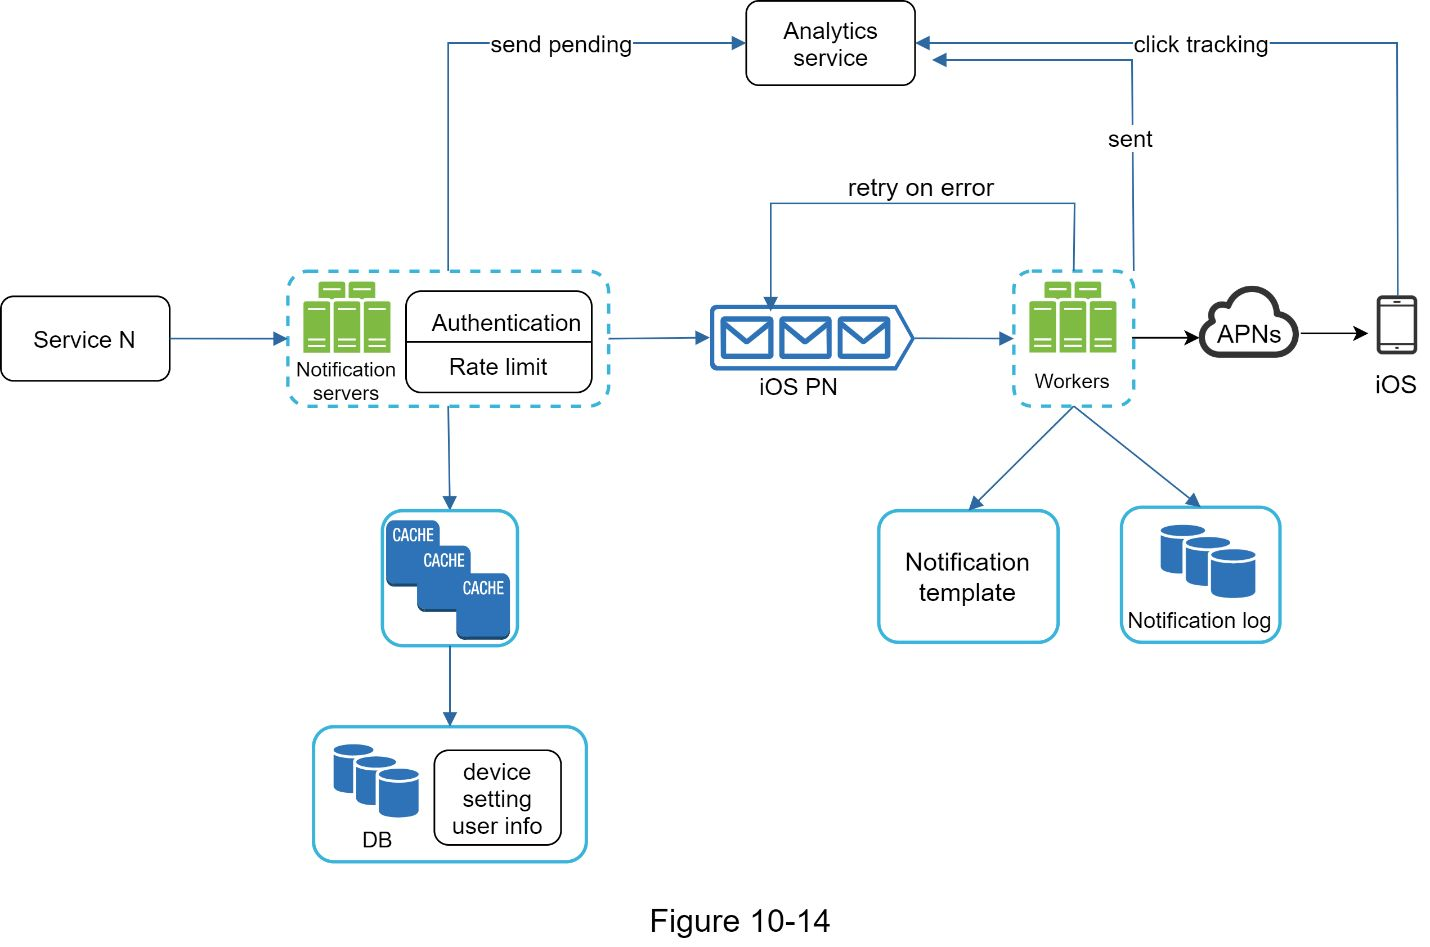 Analytics
service
send pending
click tracking
sent
retry on error
Service N
Notification
servers
Authentication
Rate limit
iOS PN
Workers
APNs
iOS
CACHE
CACHE
CACHE
Notification
template
Notification log
DB
device
setting
user info
Figure 10-14